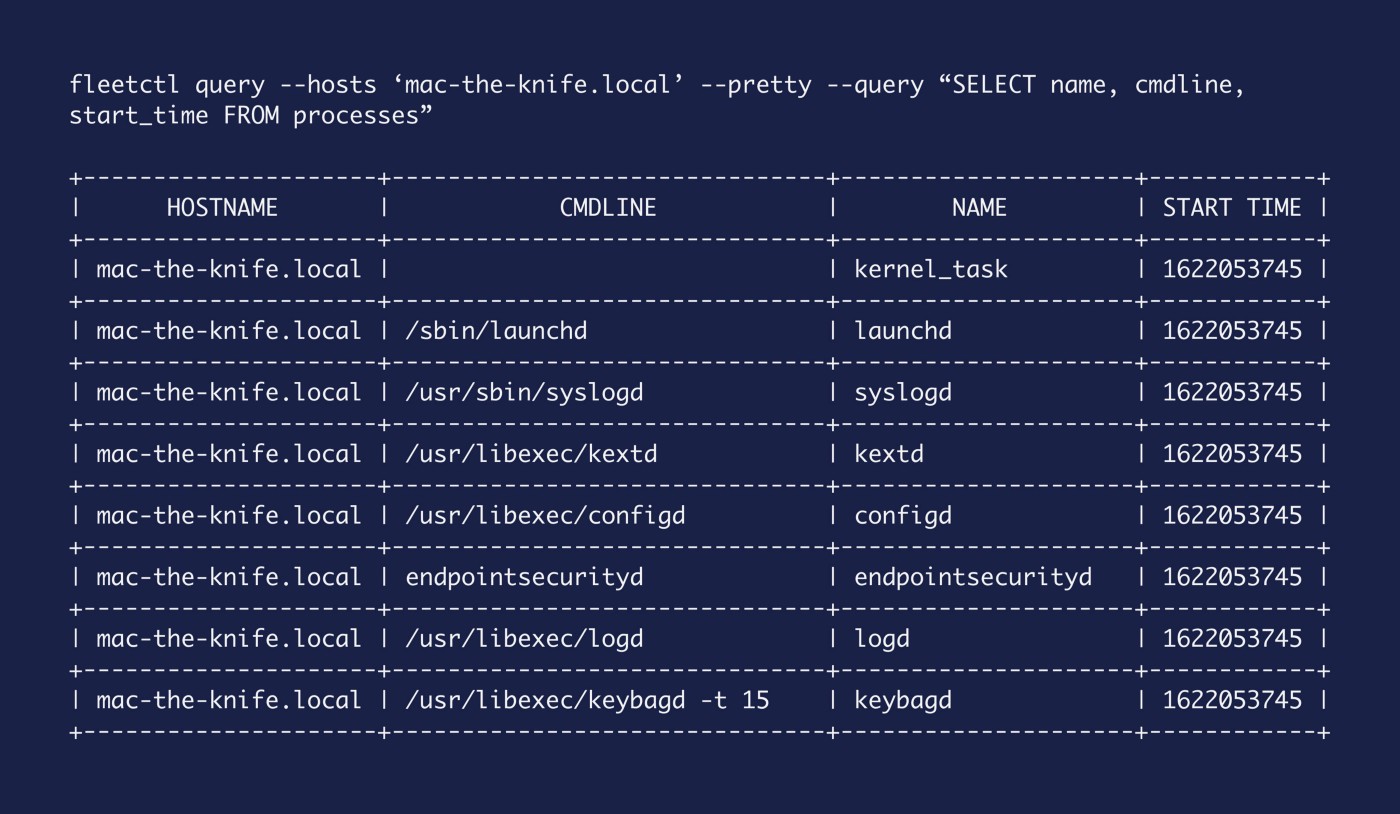 fleetctl query --hosts ‘mac-the-knife.local’ --pretty --query “SELECT name, cmdline,
start_time FROM processes”
+---------------------+-------------------------------+---------------------+------------+
|      HOSTNAME       |            CMDLINE            |        NAME         | START TIME |
+---------------------+-------------------------------+---------------------+------------+
| mac-the-knife.local |                               | kernel_task         | 1622053745 |
+---------------------+-------------------------------+---------------------+------------+
| mac-the-knife.local | /sbin/launchd                 | launchd             | 1622053745 |
+---------------------+-------------------------------+---------------------+------------+
| mac-the-knife.local | /usr/sbin/syslogd             | syslogd             | 1622053745 |
+---------------------+-------------------------------+---------------------+------------+
| mac-the-knife.local | /usr/libexec/kextd            | kextd               | 1622053745 |
+---------------------+-------------------------------+---------------------+------------+
| mac-the-knife.local | /usr/libexec/configd          | configd             | 1622053745 |
+---------------------+-------------------------------+---------------------+------------+
| mac-the-knife.local | endpointsecurityd             | endpointsecurityd   | 1622053745 |
+---------------------+-------------------------------+---------------------+------------+
| mac-the-knife.local | /usr/libexec/logd             | logd                | 1622053745 |
+---------------------+-------------------------------+---------------------+------------+
| mac-the-knife.local | /usr/libexec/keybagd -t 15    | keybagd             | 1622053745 |
+---------------------+-------------------------------+---------------------+------------+